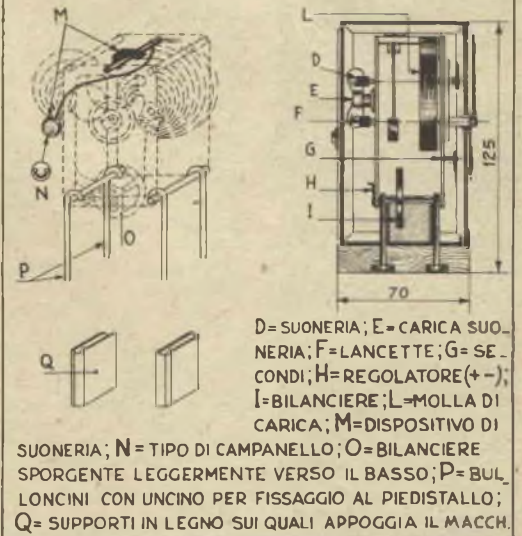 M
N
O
P
Q
L
D
E
F
G
H
I
125
70
D=SUONERIA; E=CARICA SUO_
NERIA; F=LANCETTE; G=SE_
CONDI; H=REGOLATORE(+-);
I=BILANCIERE; L=MOLLA DI
CARICA; M=DISPOSITIVO DI
SUONERIA; N=TIPO DI CAMPANELLO; O=BILANCIERE
SPORGENTE LEGGERMENTE VERSO IL BASSO; P=BUL_
LONCINI CON UNCINO PER FISSAGGIO AL PIEDISTALLO;
Q=SUPPORTI IN LEGNO SUI QUALI APPOGGIA IL MACCH.